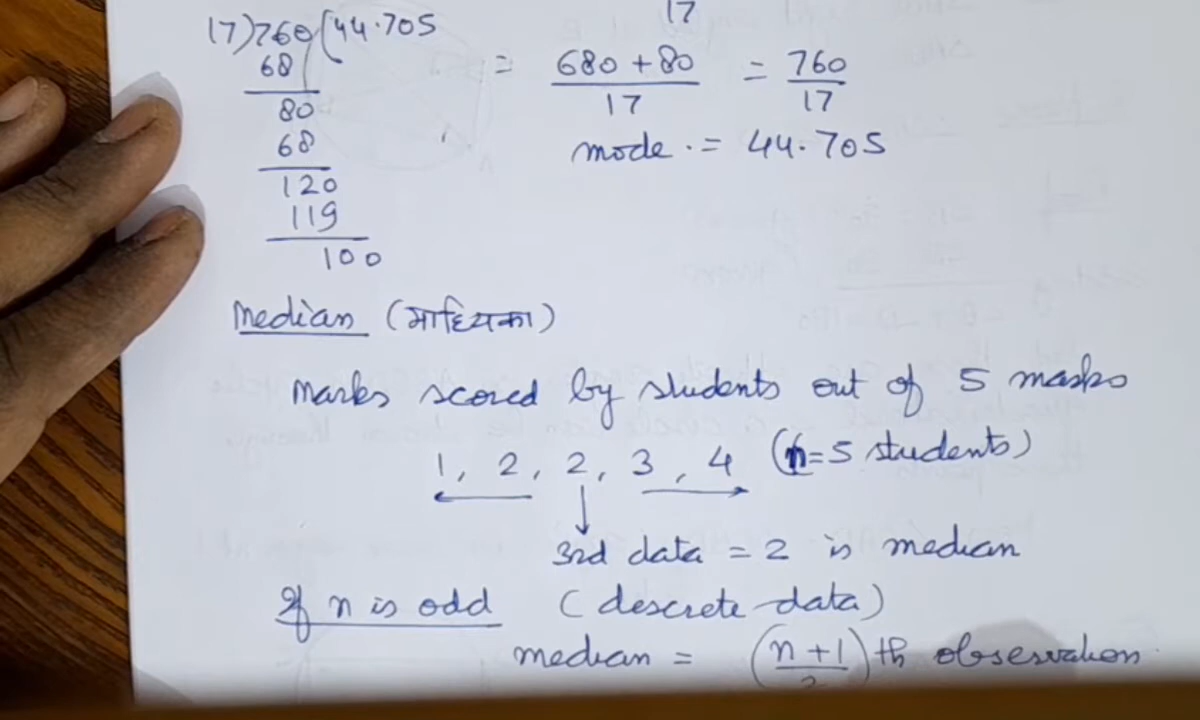 17
17)760(44.705
68
80
68
120
119
100
= 680 + 80 / 17 = 760 / 17
mode . = 44.705
Median (माध्यिका)
Marks scored by students out of 5 marks
1, 2, 2, 3, 4 (n=5 students)
3rd data = 2 is median
If n is odd (descrete data)
median = (n+1 / 2)th observation